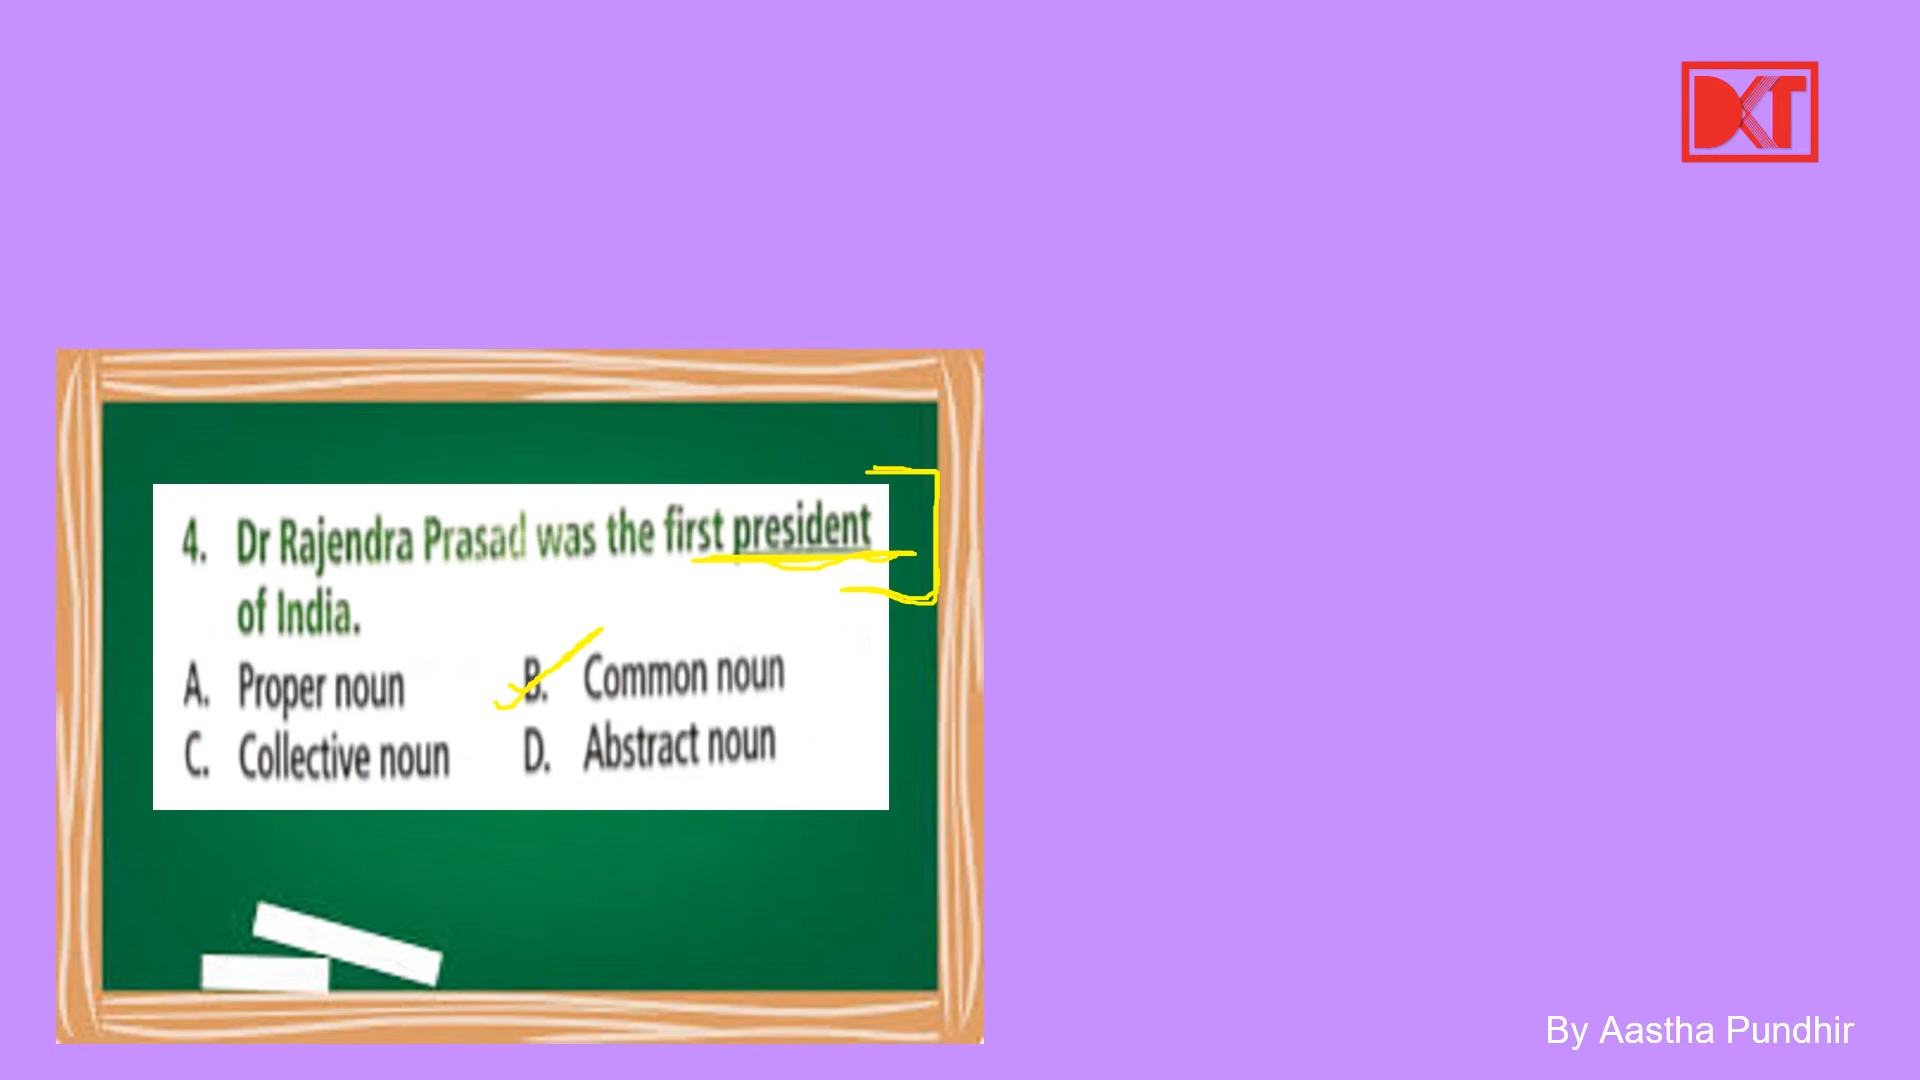 DKT
4. Dr Rajendra Prasad was the first president
of India.
A. Proper noun B. Common noun
C. Collective noun D. Abstract noun
By Aastha Pundhir